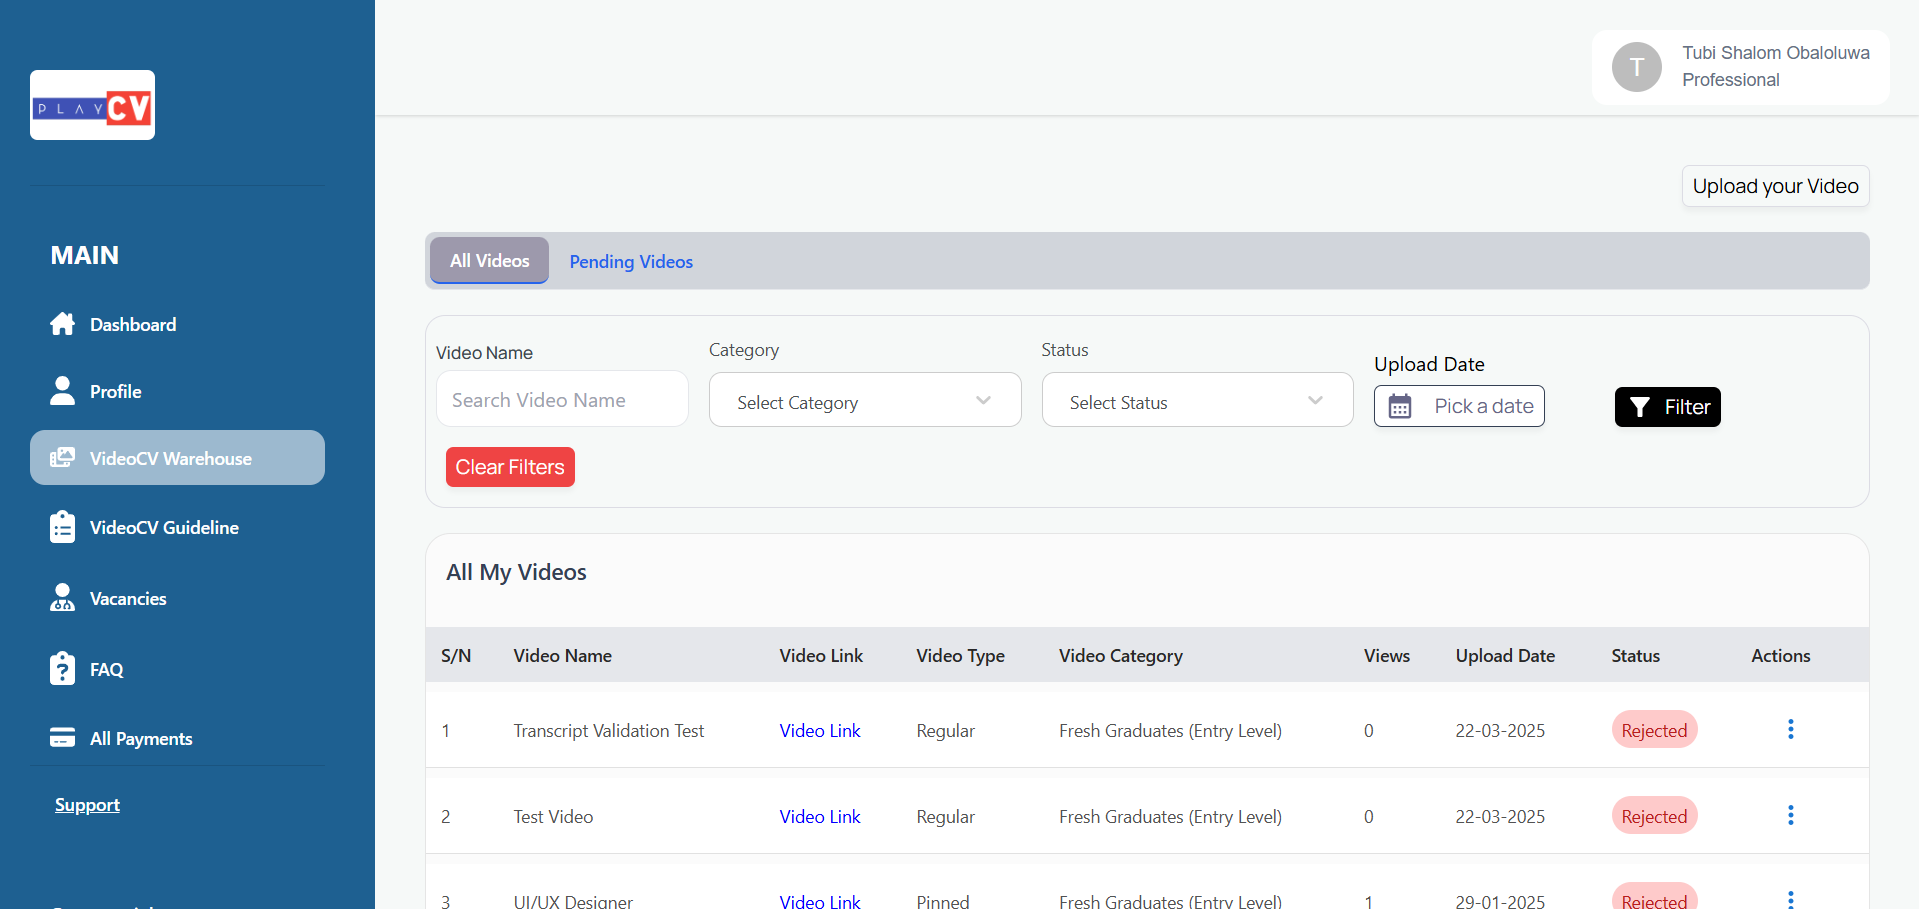 PLAY CV
Tubi Shalom Obaloluwa
Professional
T
MAIN
Dashboard
Profile
VideoCV Warehouse
VideoCV Guideline
Vacancies
FAQ
All Payments
Support
Upload your Video
All Videos Pending Videos
Video Name Category Status Upload Date
Search Video Name Select Category Select Status Pick a date Filter
Clear Filters
All My Videos
S/N Video Name Video Link Video Type Video Category Views Upload Date Status Actions
1 Transcript Validation Test Video Link Regular Fresh Graduates (Entry Level) 0 22-03-2025 Rejected
2 Test Video Video Link Regular Fresh Graduates (Entry Level) 0 22-03-2025 Rejected
3 UI/UX Designer Video Link Pinned Fresh Graduates (Entry Level) 1 29-01-2025 Rejected